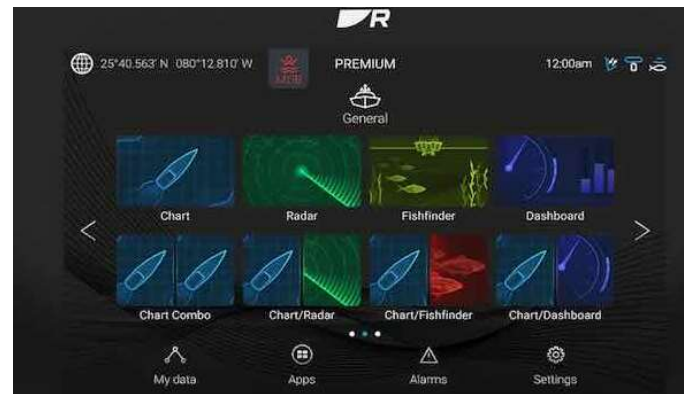 R
25°40.563' N 080°12.810' W MOB PREMIUM 12:00am
General
Chart Radar Fishfinder Dashboard
Chart Combo Chart/Radar Chart/Fishfinder Chart/Dashboard
My data Apps Alarms Settings